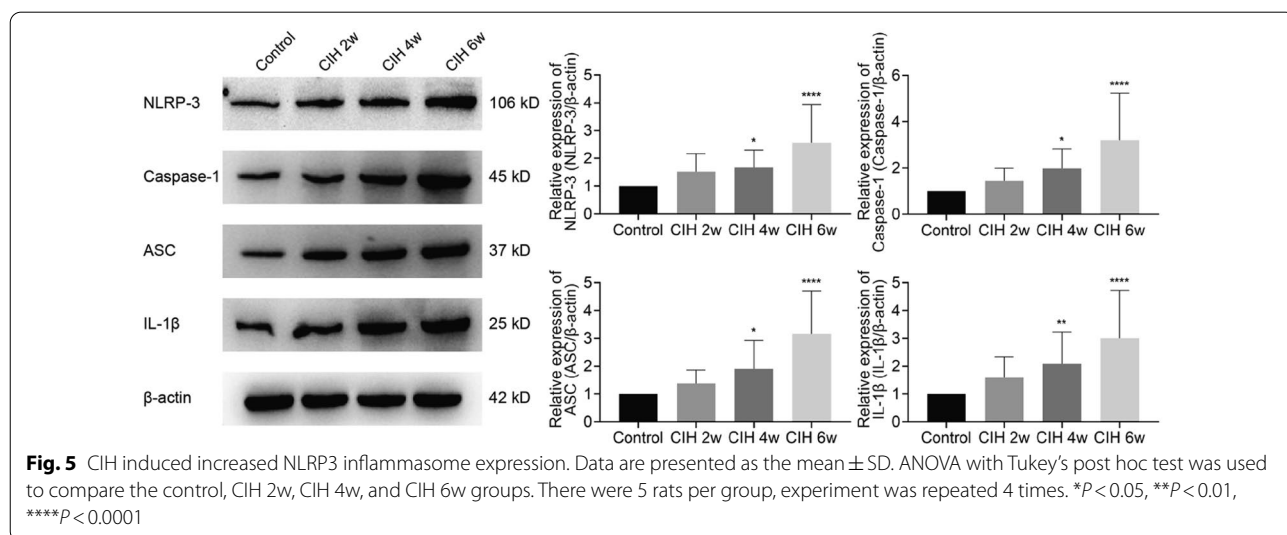 Control CIH 2w CIH 4w CIH 6w
NLRP-3 106 kD
Caspase-1 45 kD
ASC 37 kD
IL-1β 25 kD
β-actin 42 kD
Relative expression of
NLRP-3 (NLRP-3/β-actin)
5
4
3
2
1
0
* ****
Control CIH 2w CIH 4w CIH 6w
Relative expression of
Caspase-1 (Caspase-1/β-actin)
6
4
2
0
* ****
Control CIH 2w CIH 4w CIH 6w
Relative expression of
ASC (ASC/β-actin)
5
4
3
2
1
0
* ****
Control CIH 2w CIH 4w CIH 6w
Relative expression of
IL-1β (IL-1β/β-actin)
5
4
3
2
1
0
** ****
Control CIH 2w CIH 4w CIH 6w
Fig. 5 CIH induced increased NLRP3 inflammasome expression. Data are presented as the mean ± SD. ANOVA with Tukey's post hoc test was used
to compare the control, CIH 2w, CIH 4w, and CIH 6w groups. There were 5 rats per group, experiment was repeated 4 times. *P < 0.05, **P < 0.01,
****P < 0.0001